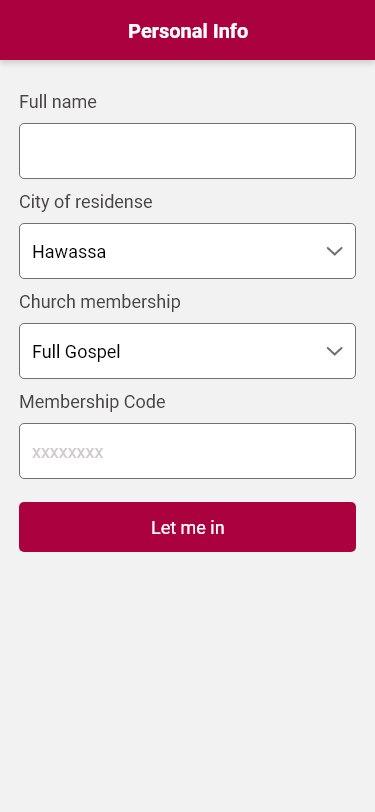 Personal Info
Full name
City of residense
Hawassa
Church membership
Full Gospel
Membership Code
xxxxxxxx
Let me in